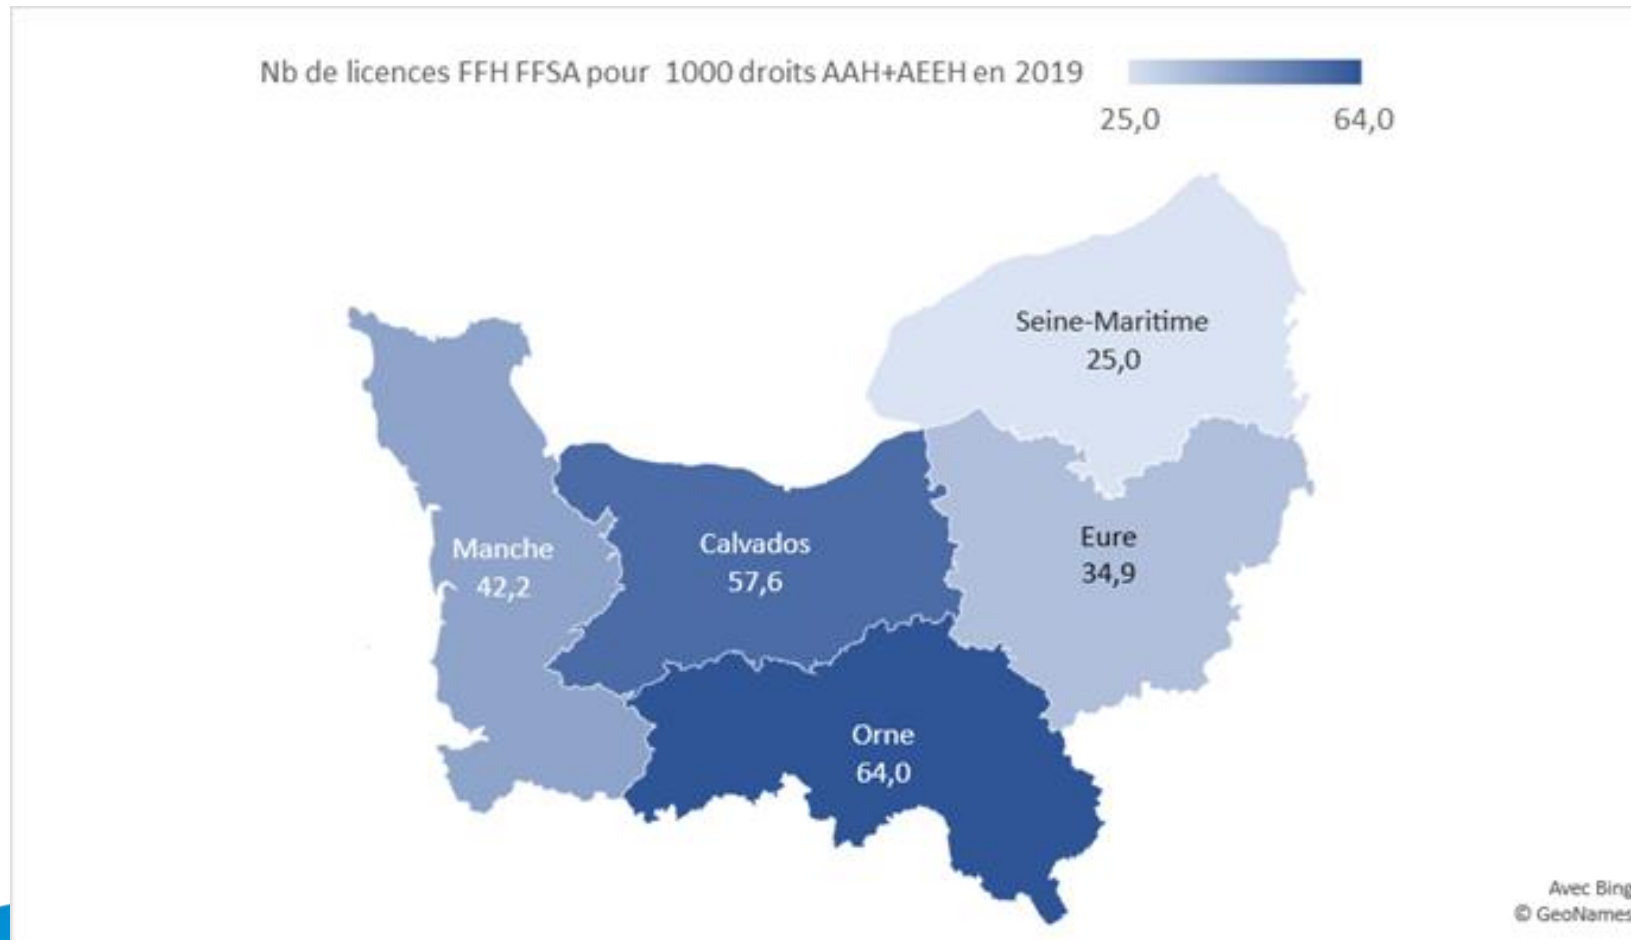 Nb de licences FFH FFSA pour 1000 droits AAH+AEEH en 2019
25,0
64,0
Seine-Maritime
25,0
Manche
42,2
Calvados
57,6
Eure
34,9
Orne
64,0
Avec Bing
© GeoNames